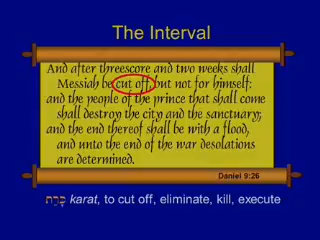 The Interval
And after threescore and two weeks shall
Messiah be cut off, but not for himself:
and the people of the prince that shall come
shall destroy the city and the sanctuary;
and the end thereof shall be with a flood,
and unto the end of the war desolations
are determined.
Daniel 9:26
כָּרַת karat, to cut off, eliminate, kill, execute